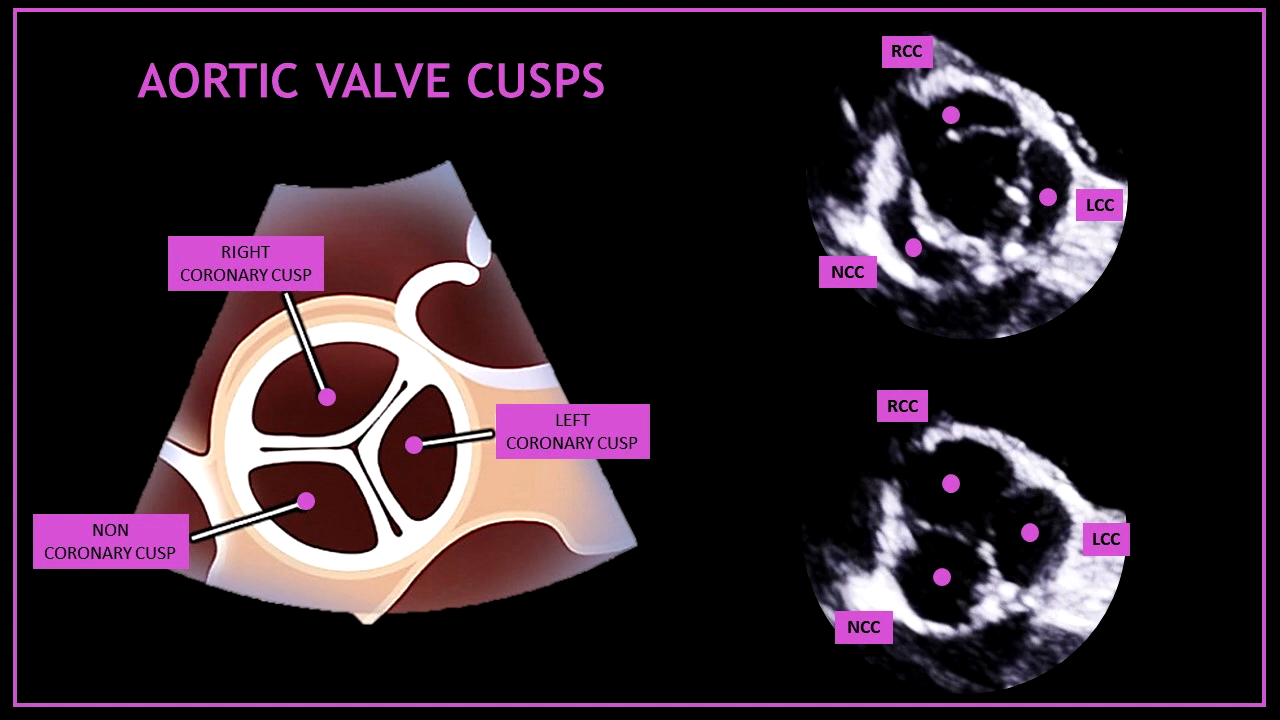 AORTIC VALVE CUSPS
RIGHT
CORONARY CUSP
LEFT
CORONARY CUSP
NON
CORONARY CUSP
RCC
LCC
NCC
RCC
LCC
NCC